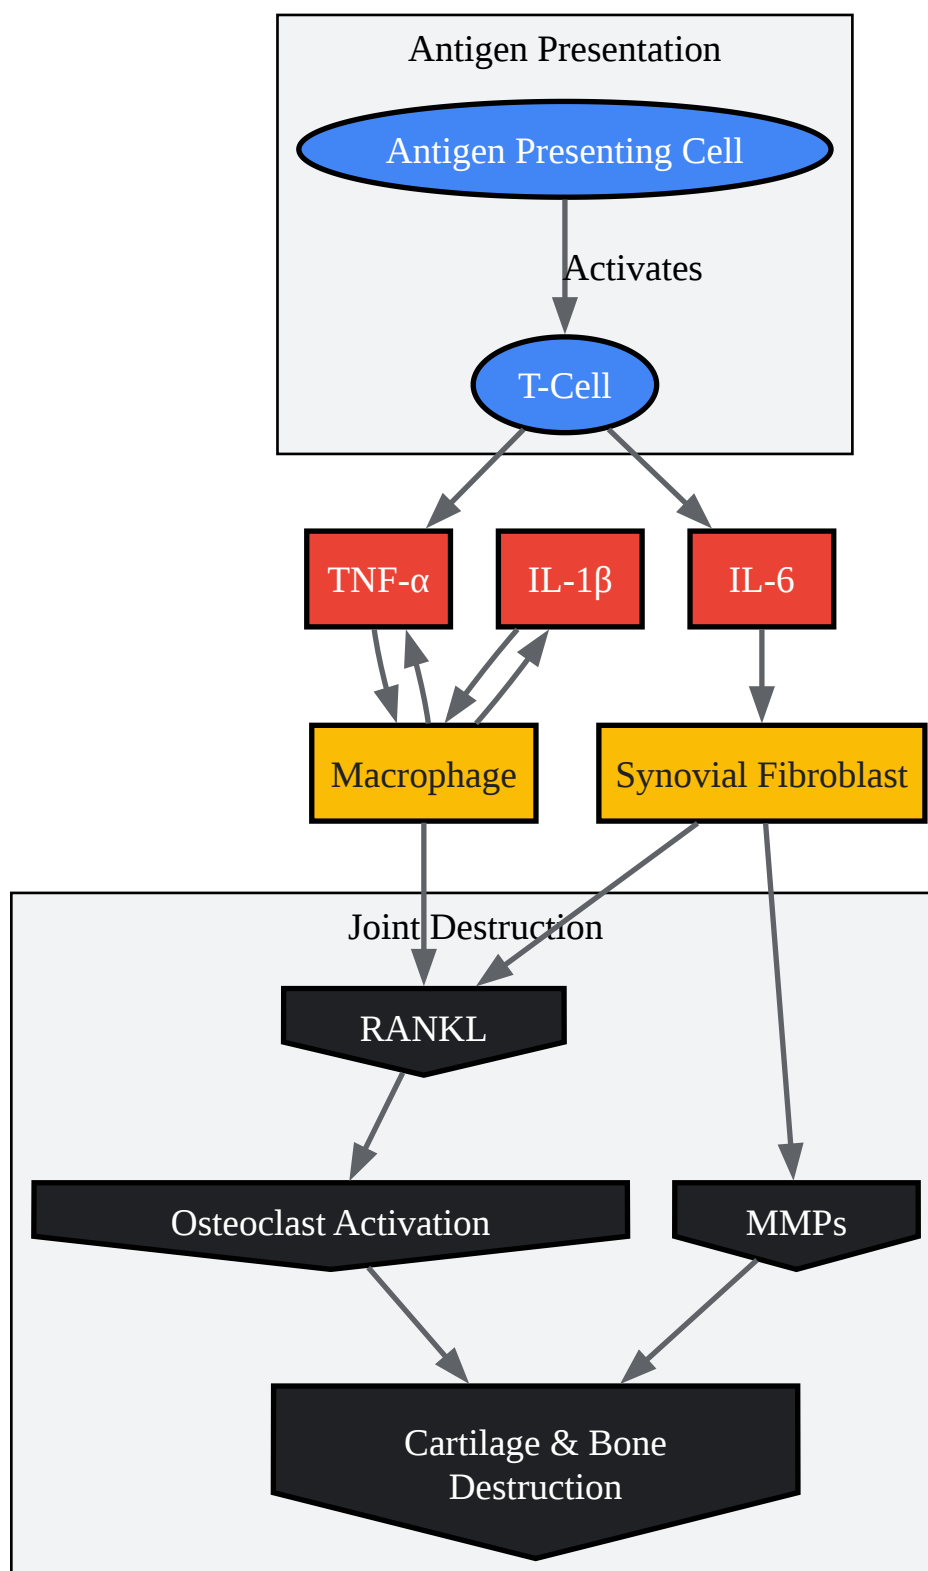 Antigen Presentation
Antigen Presenting Cell
Activates
T-Cell
TNF-α
IL-1β
IL-6
Macrophage
Synovial Fibroblast
Joint Destruction
RANKL
Osteoclast Activation
MMPs
Cartilage & Bone
Destruction